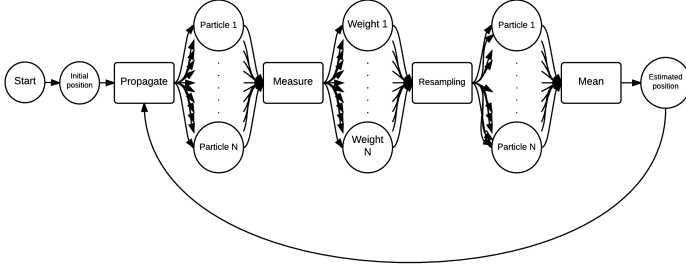 Start
Initial
position
Propagate
Particle 1
Particle N
Measure
Weight 1
Weight
N
Resampling
Particle 1
Particle N
Mean
Estimated
position